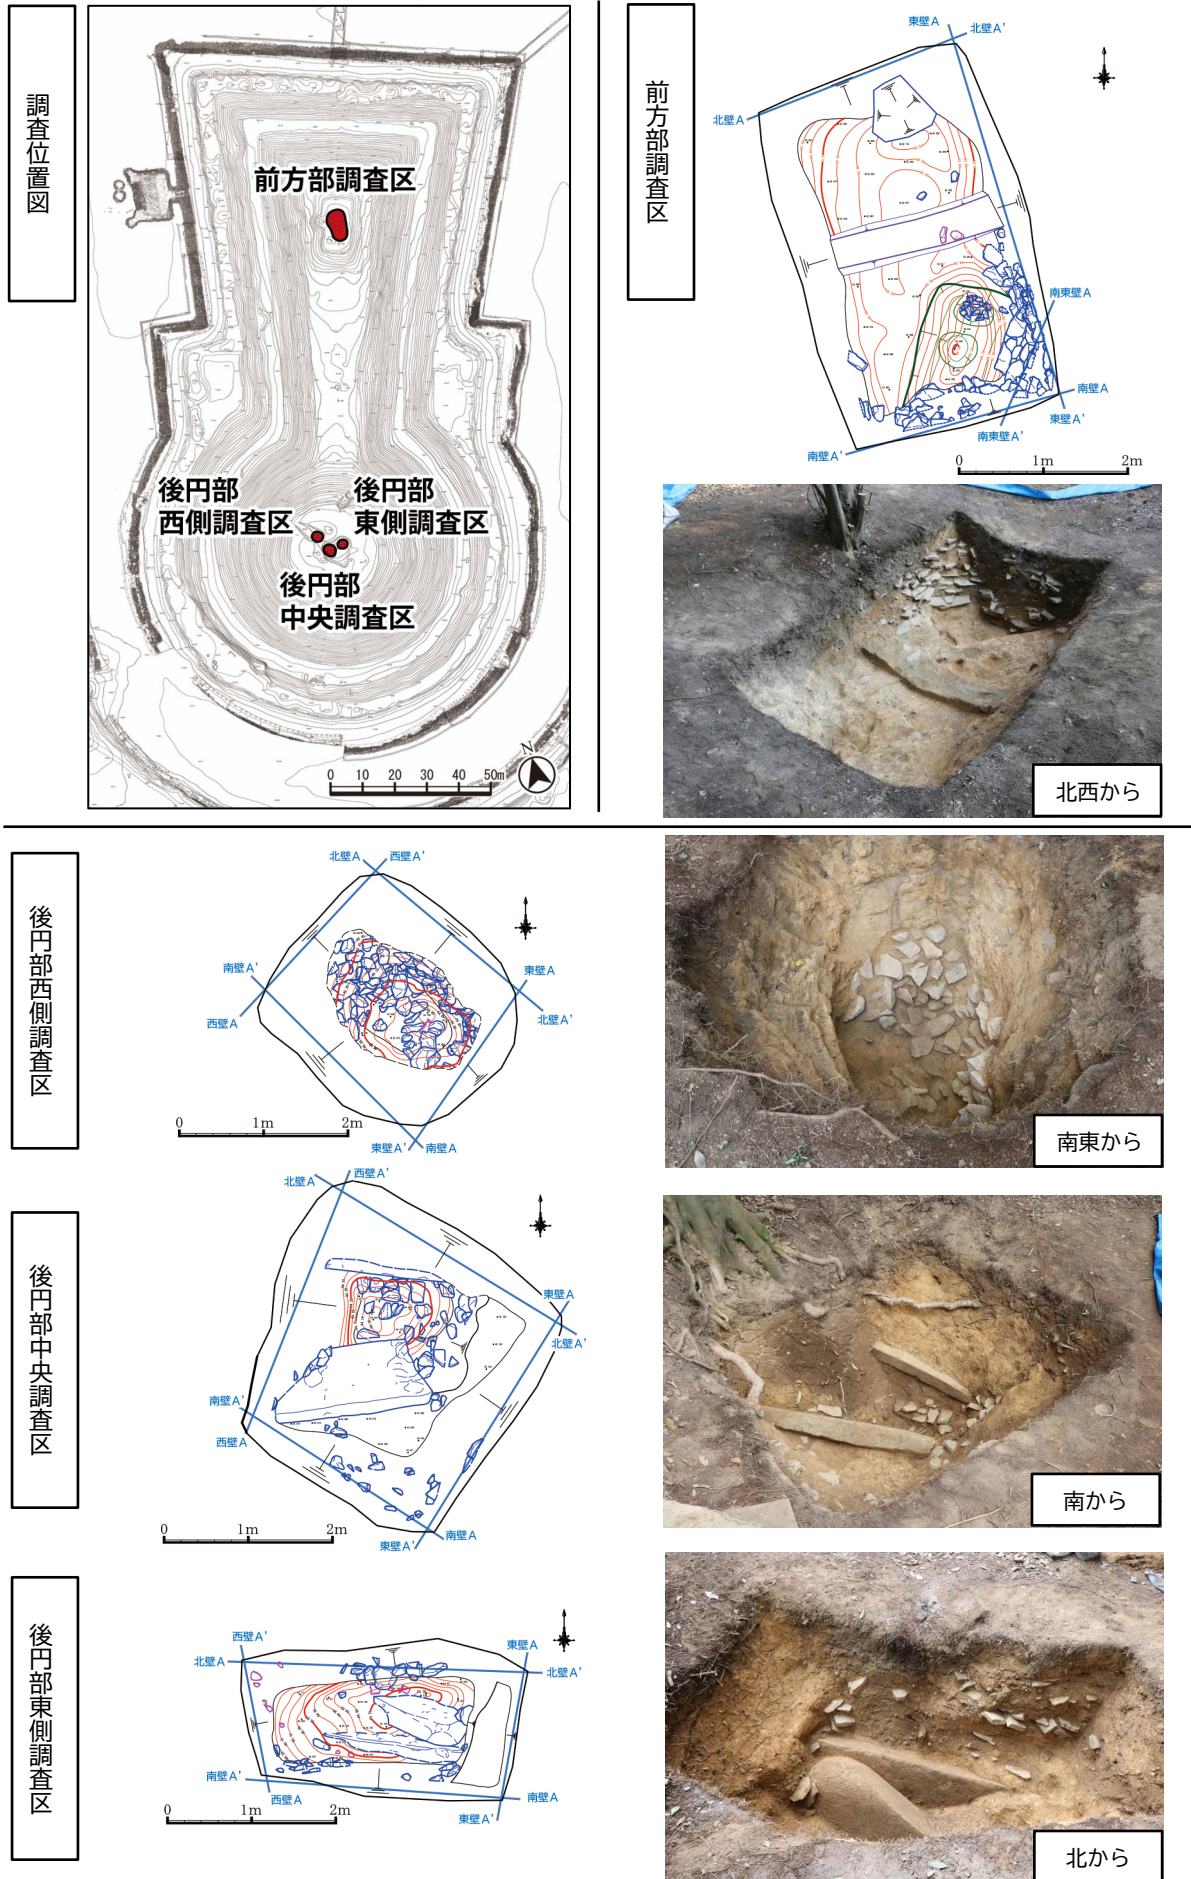 調査位置図
前方部調査区
後円部
西側調査区
後円部
東側調査区
後円部
中央調査区
N
0 10 20 30 40 50m
前方部調査区
東壁A
北壁A'
北壁A
南東壁A
南壁A
東壁A'
南東壁A'
南壁A'
0 1m 2m
北西から
後円部西側調査区
北壁A
西壁A'
南壁A'
東壁A
西壁A
北壁A'
0 1m 2m
東壁A'
南壁A
南東から
後円部中央調査区
西壁A'
北壁A
東壁A
北壁A'
南壁A'
西壁A
南壁A
東壁A'
0 1m 2m
南から
後円部東側調査区
西壁A'
東壁A
北壁A
北壁A'
南壁A'
西壁A
南壁A
東壁A'
0 1m 2m
北から